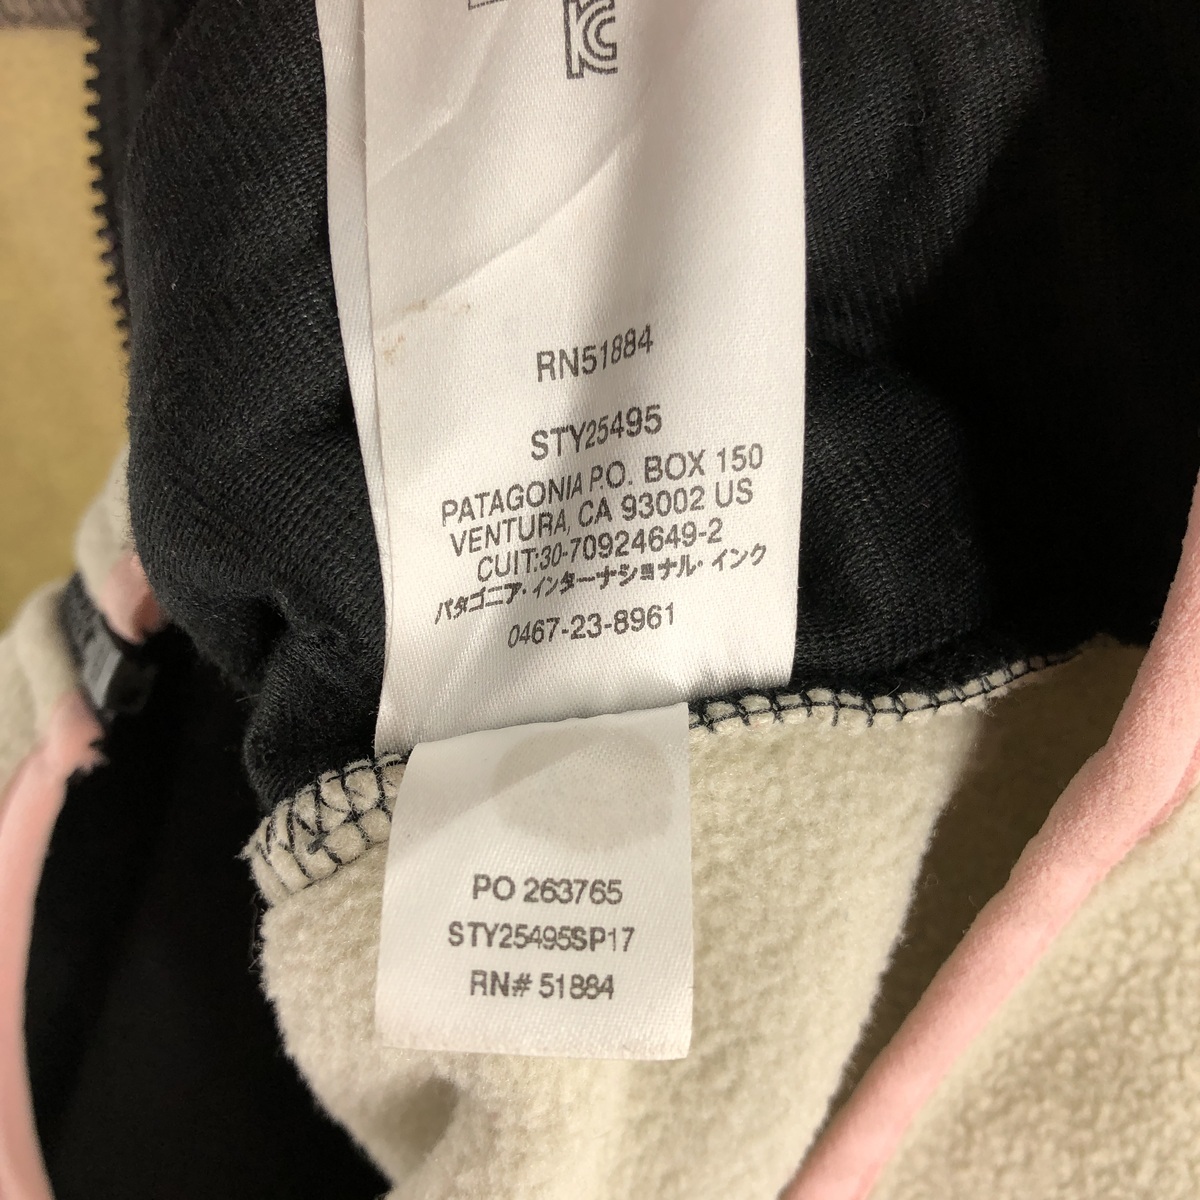 RN51884
STY25495
PATAGONIA P.O. BOX 150
VENTURA, CA 93002 US
CUIT:30-70924649-2
パタゴニア・インターナショナル・インク
0467-23-8961
PO 263765
STY25495SP17
RN# 51884